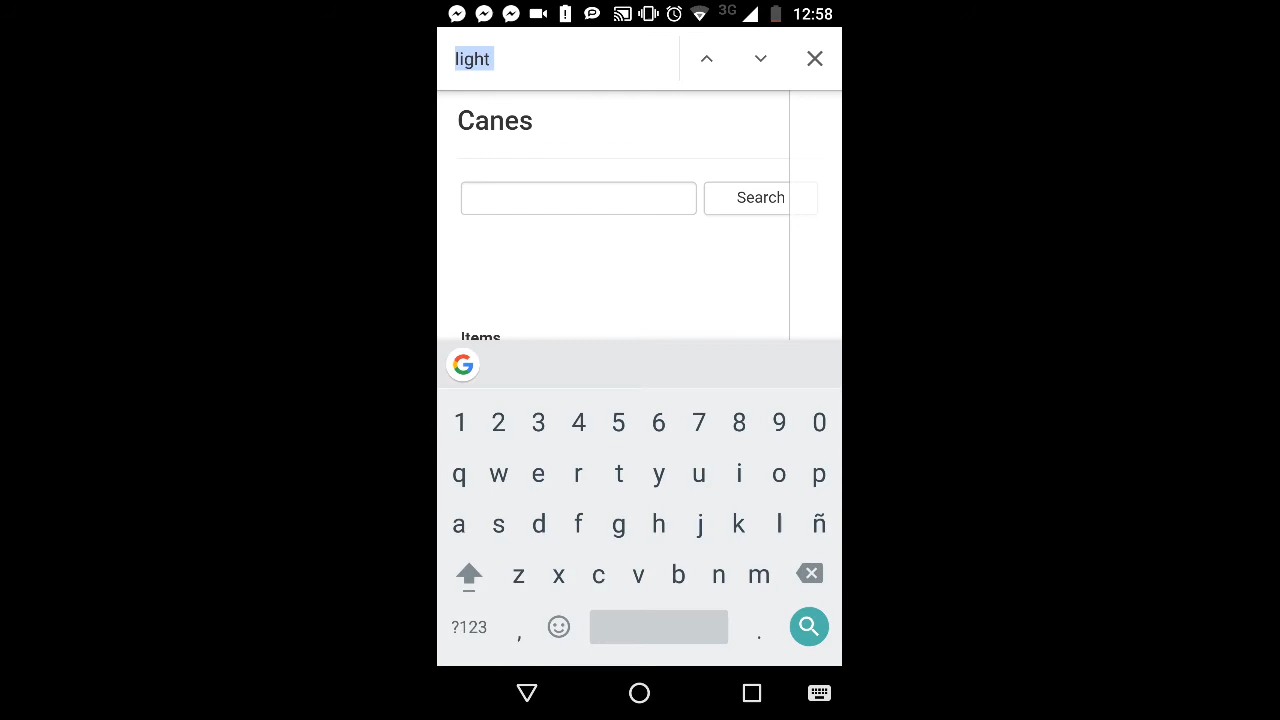 3G 12:58
light
Canes
Search
Items
1 2 3 4 5 6 7 8 9 0
q w e r t y u i o p
a s d f g h j k l ñ
z x c v b n m
?123 , .